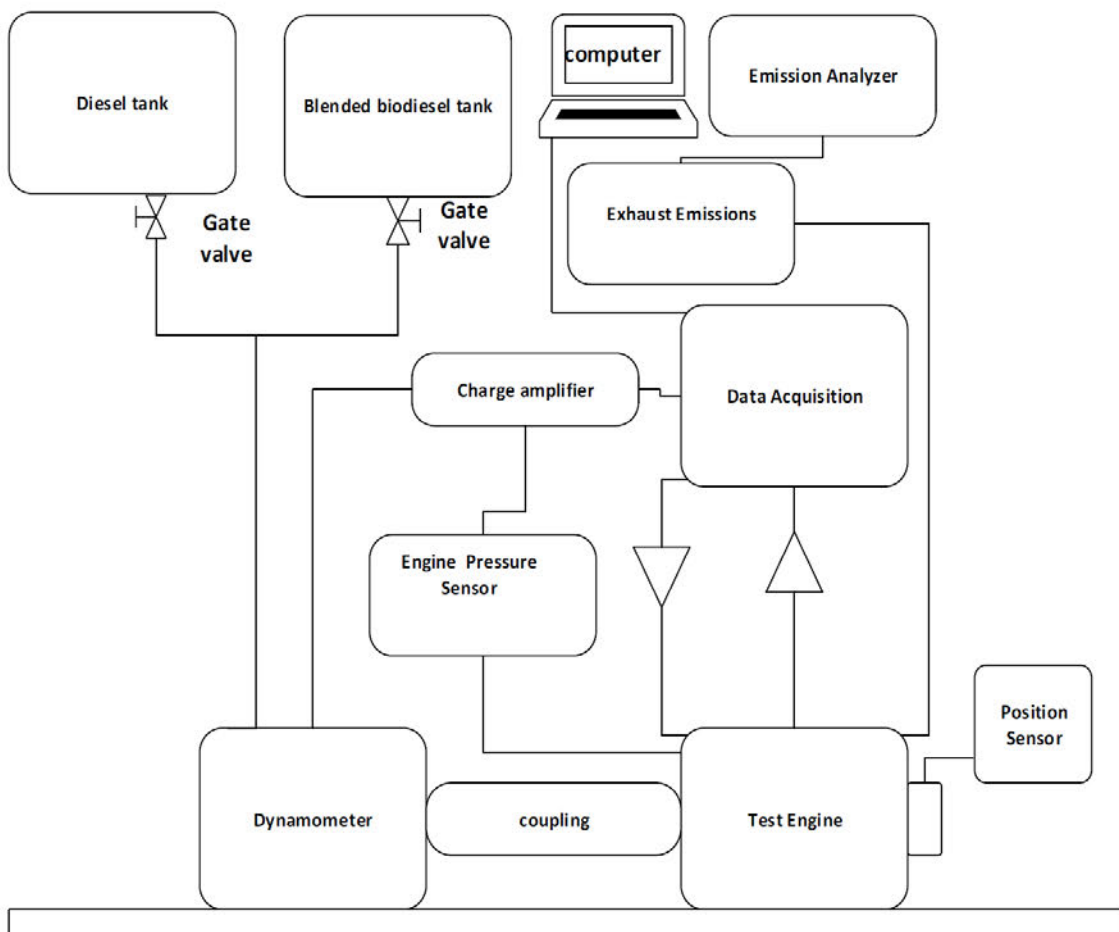 computer
Emission Analyzer
Diesel tank
Blended biodiesel tank
Gate
valve
Gate
valve
Exhaust Emissions
Charge amplifier
Data Acquisition
Engine Pressure
Sensor
Position
Sensor
Dynamometer
coupling
Test Engine